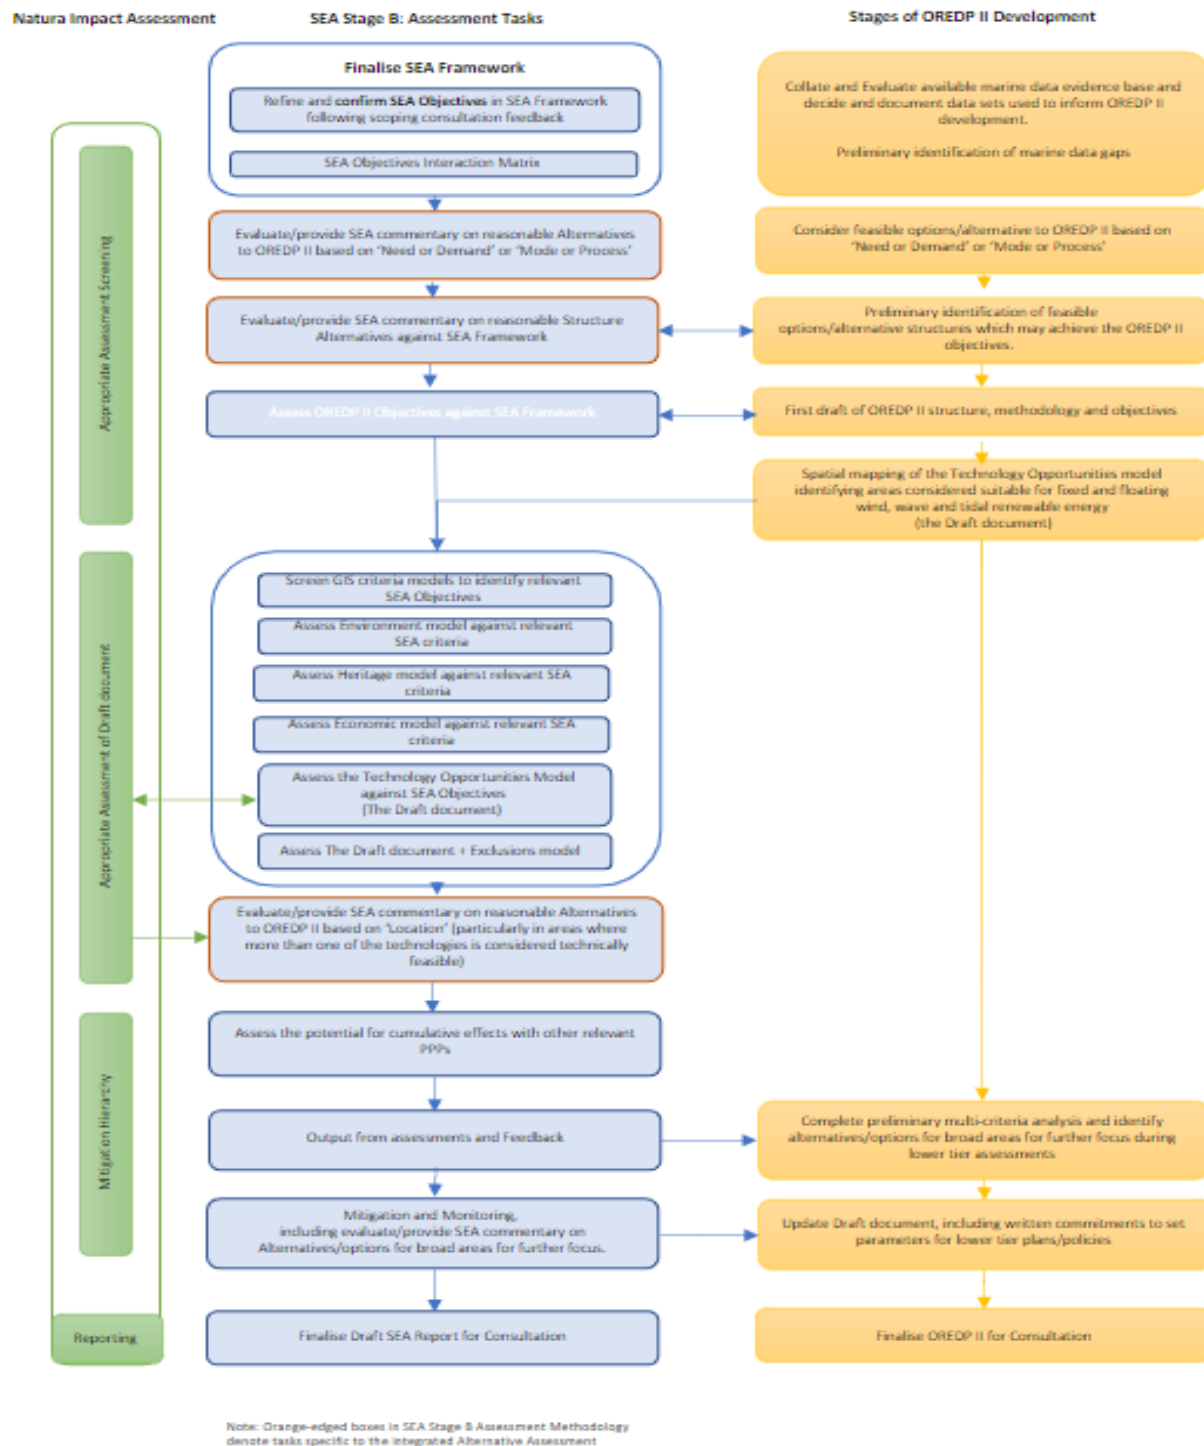 Natura Impact Assessment
SEA Stage B: Assessment Tasks
Stages of OREDP II Development
Finalise SEA Framework
Refine and confirm SEA Objectives in SEA Framework
following scoping consultation feedback
SEA Objectives Interaction Matrix
Collate and Evaluate available marine data evidence base and
decide and document data sets used to inform OREDP II
development.
Preliminary identification of marine data gaps
Appropriate Assessment Screening
Evaluate/provide SEA commentary on reasonable Alternatives
to OREDP II based on ‘Need or Demand’ or ‘Mode or Process’
Consider feasible options/alternative to OREDP II based on
‘Need or Demand’ or ‘Mode or Process’
Evaluate/provide SEA commentary on reasonable Structure
Alternatives against SEA Framework
Preliminary identification of feasible
options/alternative structures which may achieve the OREDP II
objectives.
Assess OREDP II Objectives against SEA Framework
First draft of OREDP II structure, methodology and objectives
Spatial mapping of the Technology Opportunities model
identifying areas considered suitable for fixed and floating
wind, wave and tidal renewable energy
(the Draft document)
Appropriate Assessment of Draft document
Screen GIS criteria models to identify relevant
SEA Objectives
Assess Environment model against relevant
SEA criteria
Assess Heritage model against relevant SEA
criteria
Assess Economic model against relevant SEA
criteria
Assess the Technology Opportunities Model
against SEA Objectives
(The Draft document)
Assess The Draft document + Exclusions model
Evaluate/provide SEA commentary on reasonable Alternatives
to OREDP II based on ‘Location’ (particularly in areas where
more than one of the technologies is considered technically
feasible)
Mitigation Hierarchy
Assess the potential for cumulative effects with other relevant
PPPs
Output from assessments and Feedback
Complete preliminary multi-criteria analysis and identify
alternatives/options for broad areas for further focus during
lower tier assessments
Mitigation and Monitoring,
including evaluate/provide SEA commentary on
Alternatives/options for broad areas for further focus.
Update Draft document, including written commitments to set
parameters for lower tier plans/policies
Reporting
Finalise Draft SEA Report for Consultation
Finalise OREDP II for Consultation
Note: Orange-edged boxes in SEA Stage B Assessment Methodology
denote tasks specific to the integrated Alternative Assessment